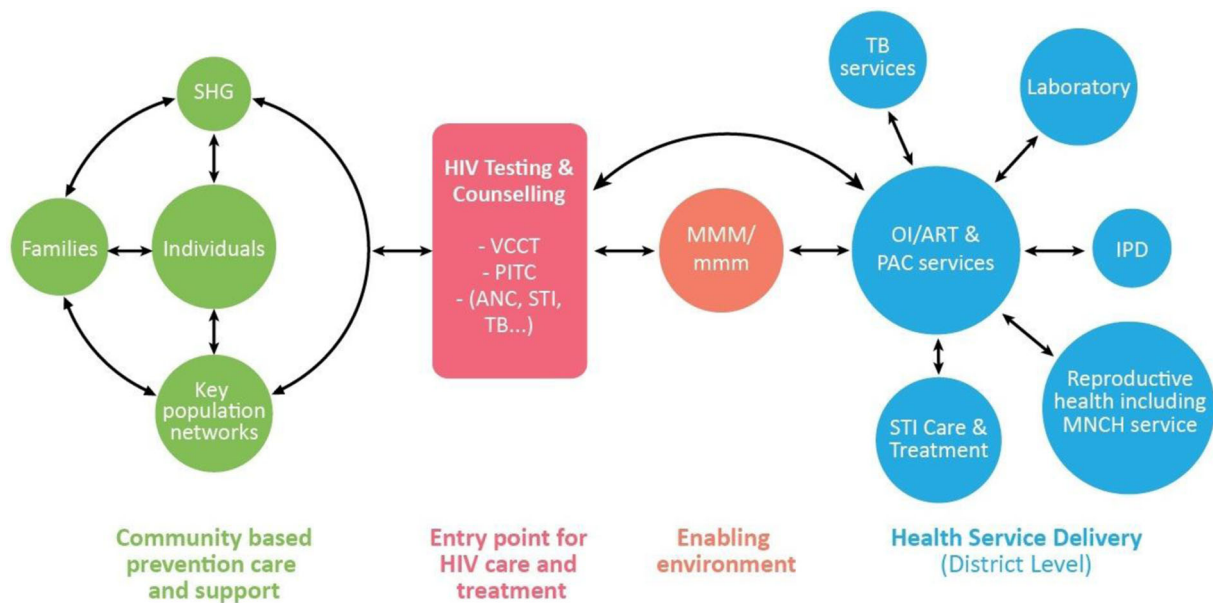 SHG
Families
Individuals
Key
population
networks
HIV Testing &
Counselling
- VCCT
- PITC
- (ANC, STI,
TB...)
MMM/
mmm
TB
services
Laboratory
OI/ART &
PAC services
IPD
Reproductive
health including
MNCH service
STI Care &
Treatment
Community based
prevention care
and support
Entry point for
HIV care and
treatment
Enabling
environment
Health Service Delivery
(District Level)